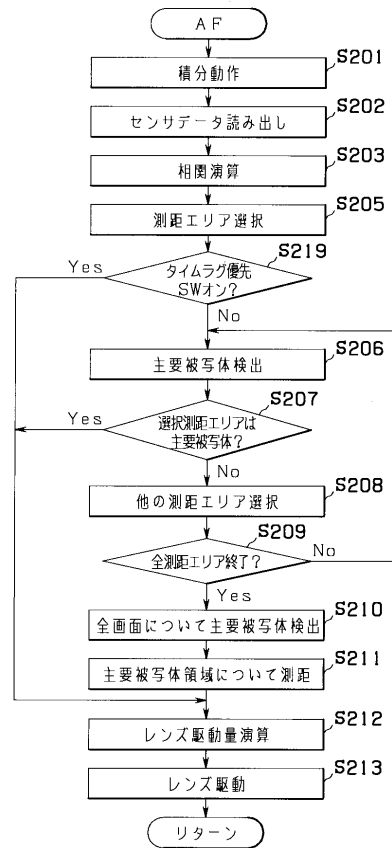 AF
S201
積分動作
S202
センサデータ読み出し
S203
相関演算
S205
測距エリア選択
S219
Yes
タイムラグ優先
SWオン?
No
S206
主要被写体検出
S207
Yes
選択測距エリアは
主要被写体?
No
S208
他の測距エリア選択
S209
全測距エリア終了?
No
Yes
S210
全画面について主要被写体検出
S211
主要被写体領域について測距
S212
レンズ駆動量演算
S213
レンズ駆動
リターン